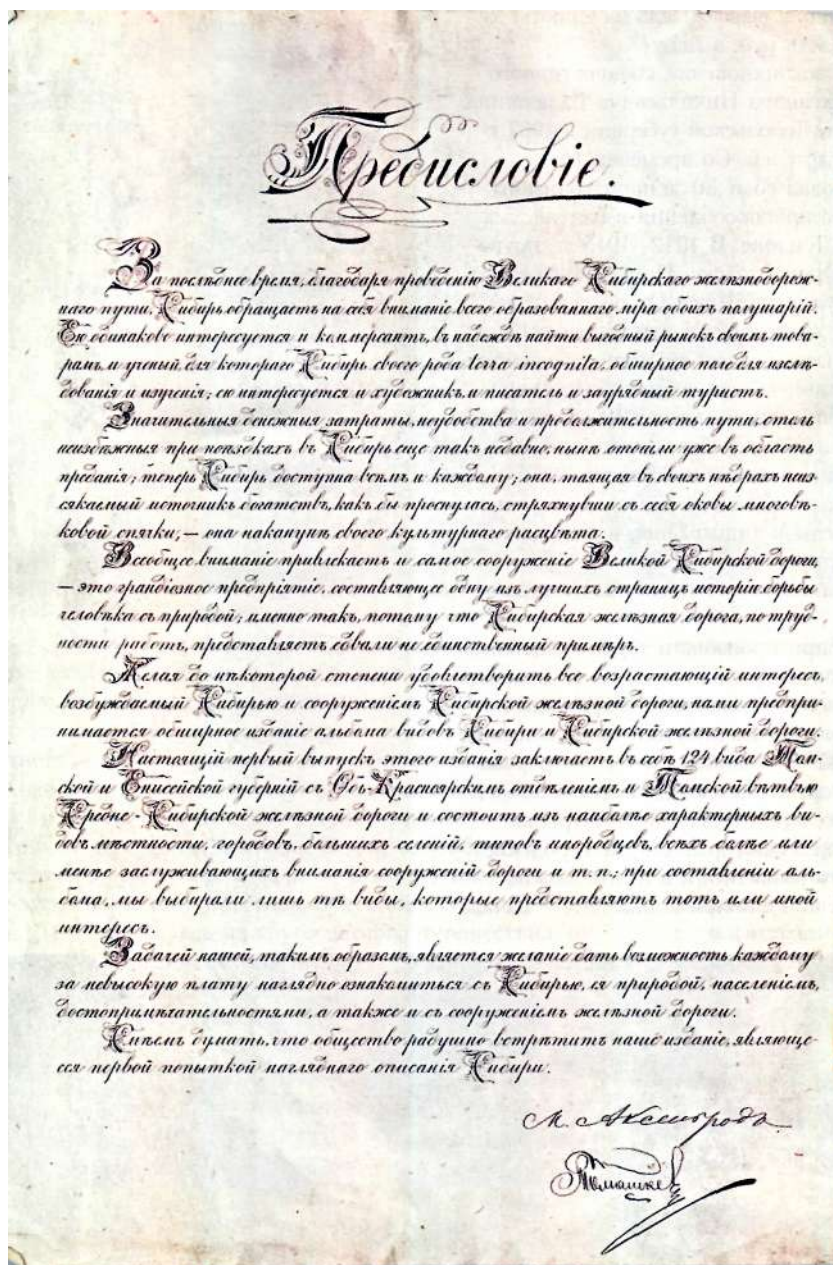 Предисловіе.
За послѣднее время, благодаря проведенію Великаго Сибирскаго желѣзнодорож-
наго пути, Сибирь обращаетъ на себя вниманіе всего образованнаго міра обоихъ полушарій.
Ею одинаково интересуется и коммерсантъ, въ надеждѣ найти выгодный рынокъ своимъ това-
рамъ, и ученый, для котораго Сибирь своего рода terra incognita, обширное поле для изслѣ-
дованія и изученія; ею интересуется и художникъ, и писатель и заурядный туристъ.
Значительныя денежныя затраты, неудобства и продолжительность пути, столь
неизбѣжныя при поѣздкахъ въ Сибирь еще такъ недавно, нынѣ отошли уже въ область
преданія; теперь Сибирь доступна всѣмъ и каждому; она, таящая въ своихъ нѣдрахъ неиз-
сякаемый источникъ богатствъ, какъ бы проснулась, стряхнувши съ себя оковы многовѣ-
ковой спячки, — она наканунѣ своего культурнаго расцвѣта.
Всеобщее вниманіе привлекаетъ и самое сооруженіе Великой Сибирской дороги,
— это грандіозное предпріятіе, составляющее одну изъ лучшихъ страницъ исторіи борьбы
человѣка съ природой; именно такъ, потому что Сибирская желѣзная дорога, по труд-
ности работъ, представляетъ едвали не единственный примѣръ.
Желая до нѣкоторой степени удовлетворить все возрастающій интересъ,
возбуждаемый Сибирью и сооруженіемъ Сибирской желѣзной дороги, нами предпри-
нимается обширное изданіе альбома видовъ Сибири и Сибирской желѣзной дороги.
Настоящій первый выпускъ этого изданія заключаетъ въ себѣ 124 вида Том-
ской и Енисейской губерній съ Обь-Красноярскимъ отдѣленіемъ и Томской вѣтвью
Средне-Сибирской желѣзной дороги и состоитъ изъ наиболѣе характерныхъ ви-
довъ мѣстности, городовъ, большихъ селеній, типовъ инородцевъ, всѣхъ болѣе или
менѣе заслуживающихъ вниманія сооруженій дороги и т. п.; при составленіи аль-
бома, мы выбирали лишь тѣ виды, которые представляютъ тотъ или иной
интересъ.
Задачей нашей, такимъ образомъ, является желаніе дать возможность каждому
за невысокую плату наглядно ознакомиться съ Сибирью, ея природой, населеніемъ,
достопримѣчательностями, а также и съ сооруженіемъ желѣзной дороги.
Смѣемъ думать, что общество радушно встрѣтитъ наше изданіе, являюще-
еся первой попыткой нагляднаго описанія Сибири.
М. Аксельродъ
Томашкев